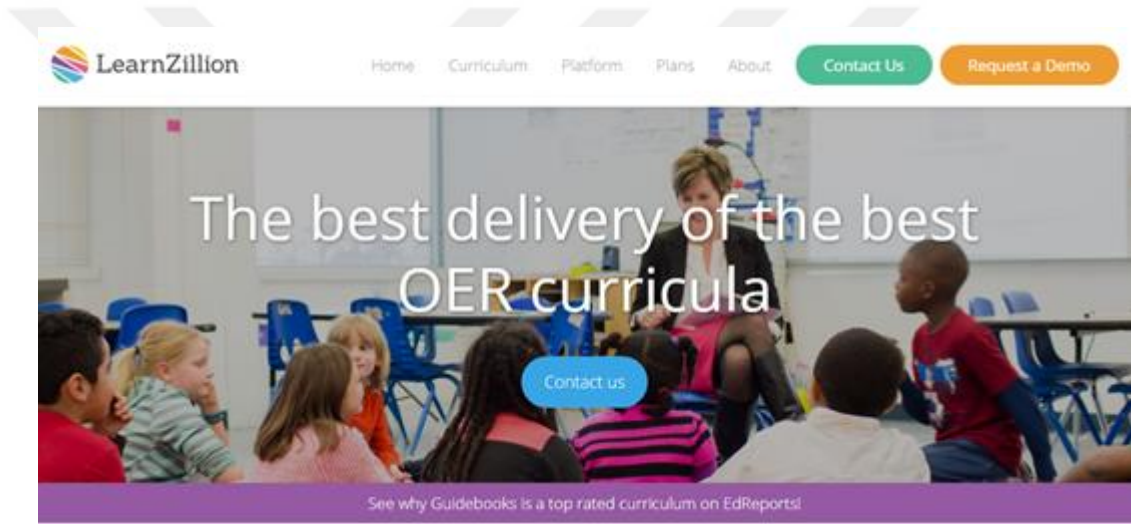 LearnZillion
Home Curriculum Platform Plans About Contact Us Request a Demo
The best delivery of the best
OER curricula
Contact us
See why Guidebooks is a top rated curriculum on EdReports!